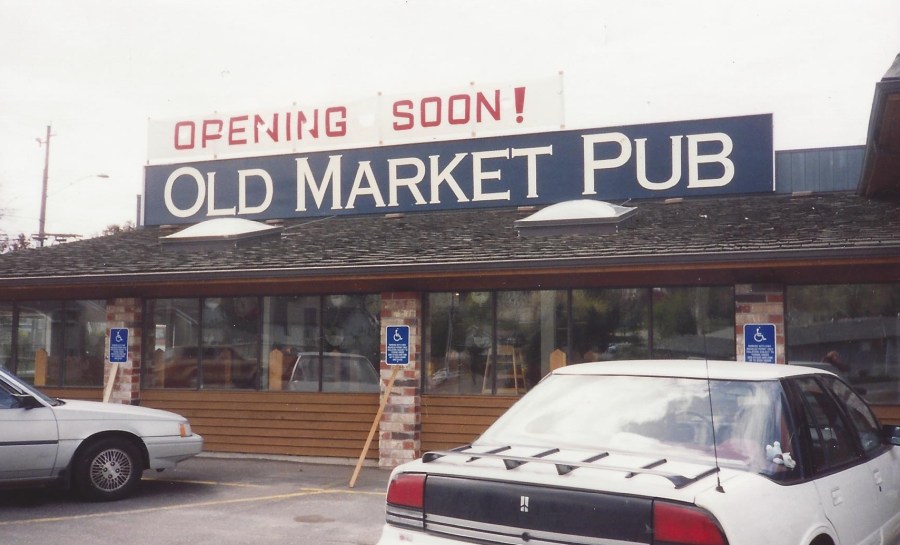 OPENING SOON!
OLD MARKET PUB